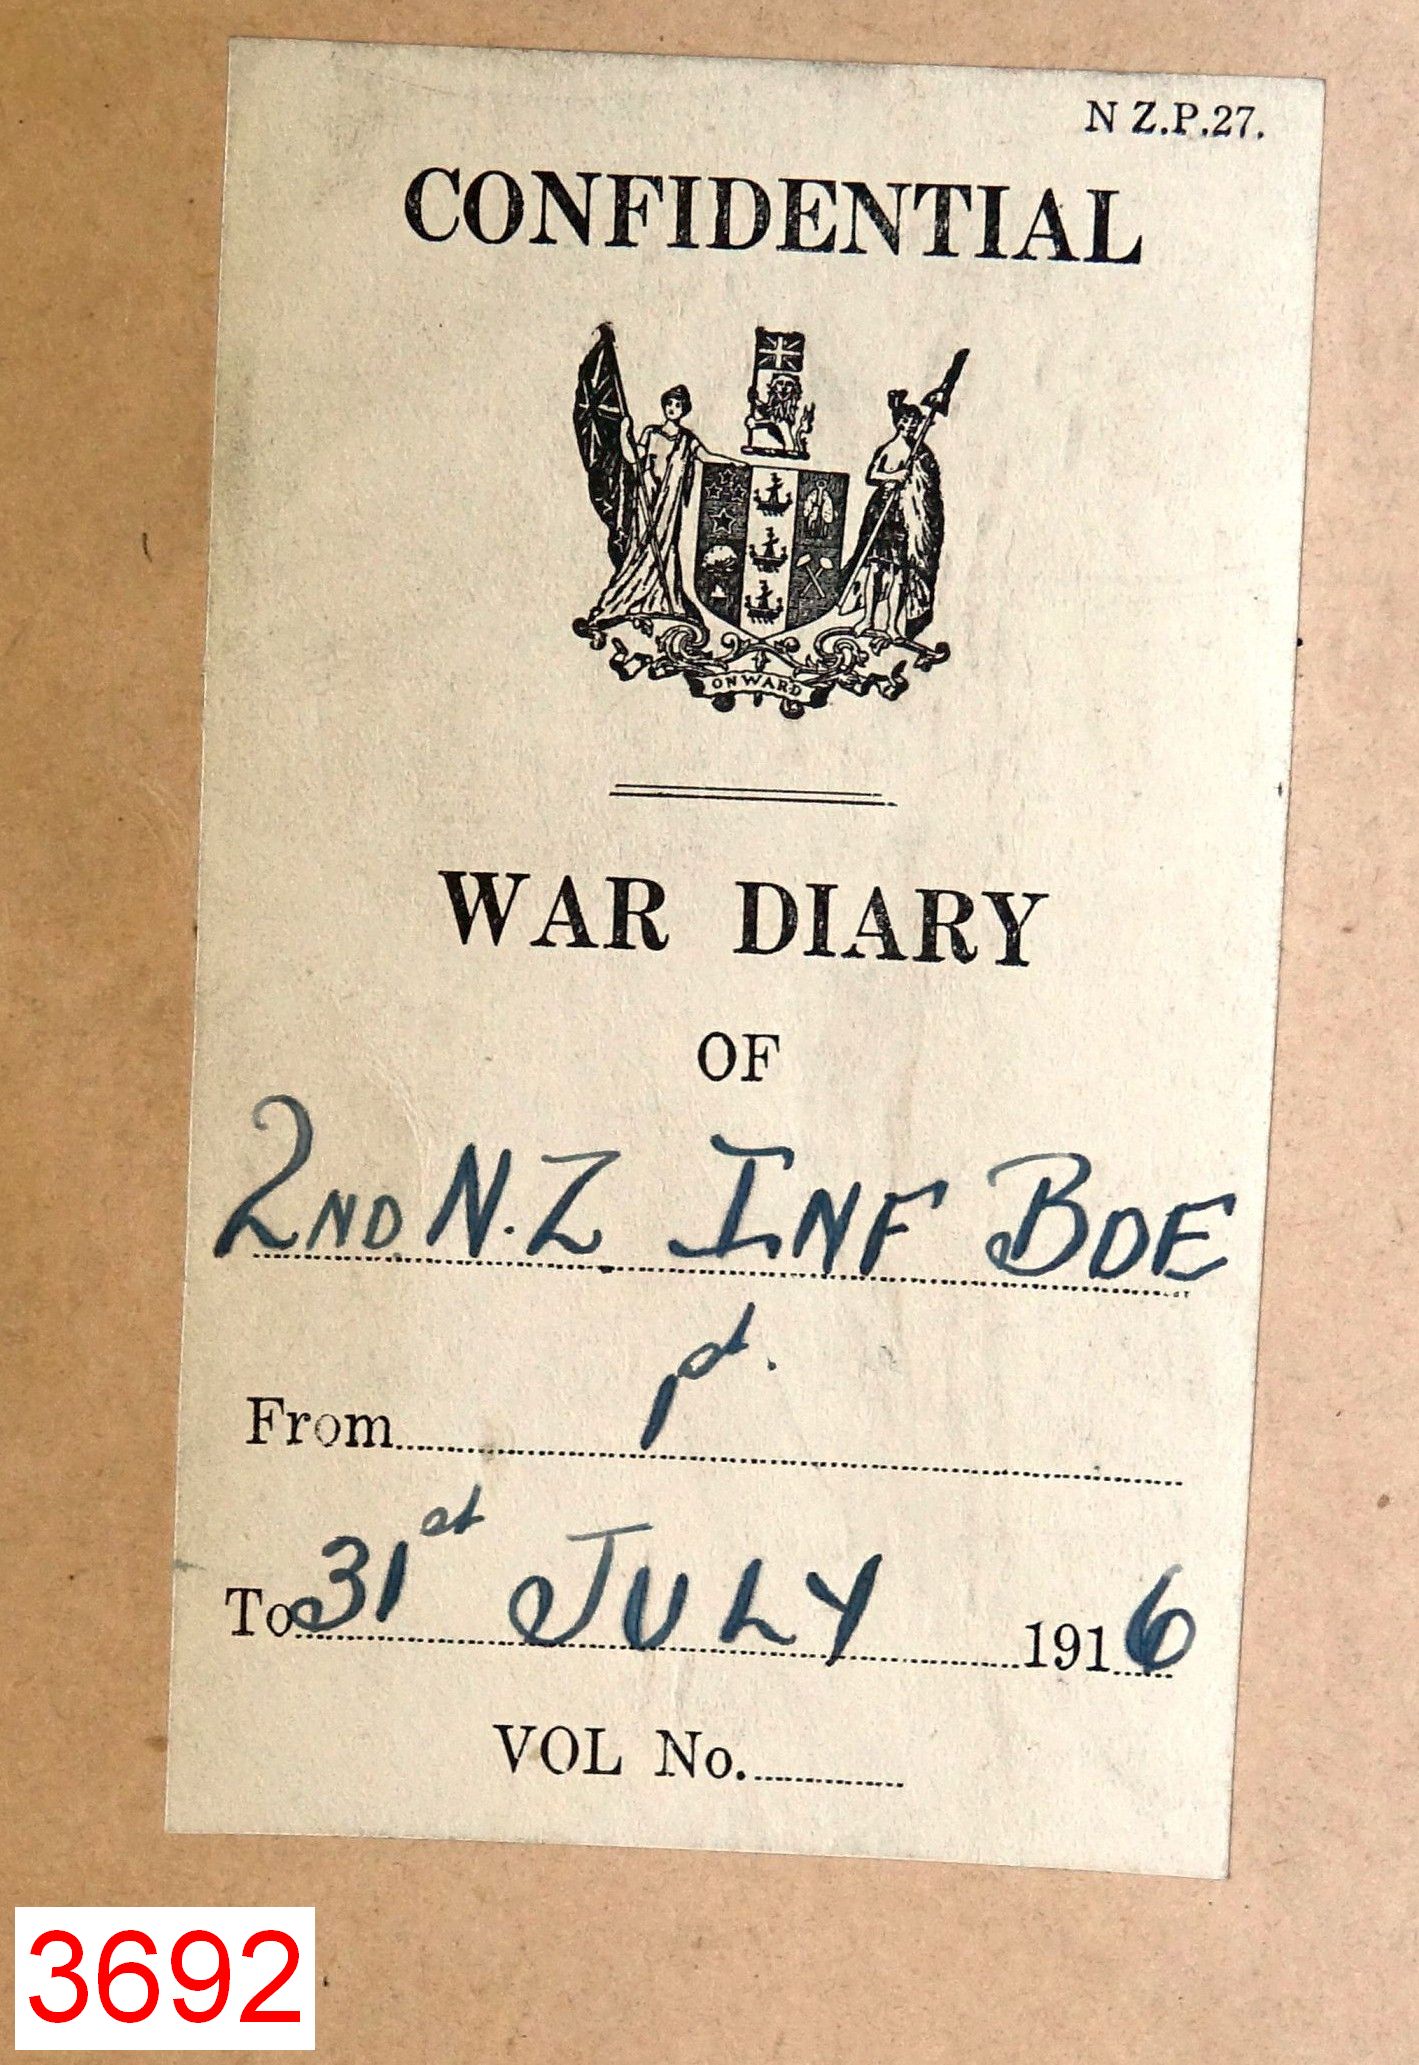 N Z.P.27.
CONFIDENTIAL
ONWARD
WAR DIARY
OF
2ND N.Z INF BDE
From 1st.
To 31st JULY 1916
VOL No.
3692